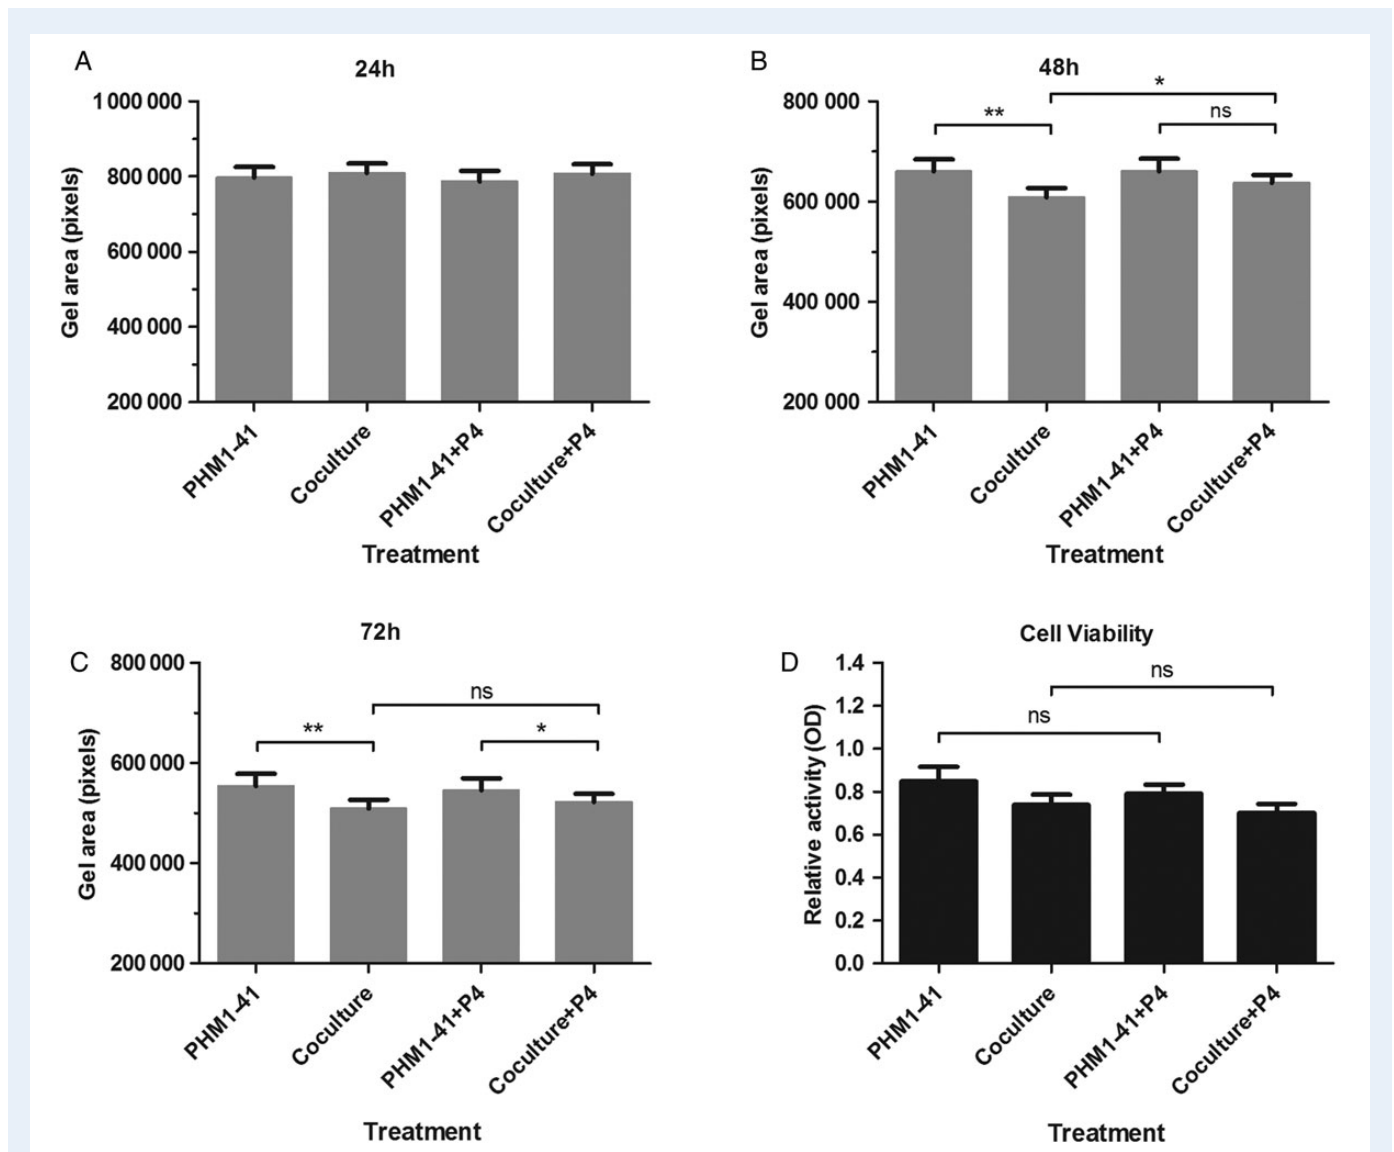 A
24h
1 000 000
800 000
600 000
400 000
200 000
Gel area (pixels)
PHM1-41
Coculture
PHM1-41+P4
Coculture+P4
Treatment
B
48h
*
**
ns
800 000
600 000
400 000
200 000
Gel area (pixels)
PHM1-41
Coculture
PHM1-41+P4
Coculture+P4
Treatment
C
72h
ns
**
*
800 000
600 000
400 000
200 000
Gel area (pixels)
PHM1-41
Coculture
PHM1-41+P4
Coculture+P4
Treatment
D
Cell Viability
ns
ns
1.4
1.2
1.0
0.8
0.6
0.4
0.2
0.0
Relative activity (OD)
PHM1-41
Coculture
PHM1-41+P4
Coculture+P4
Treatment